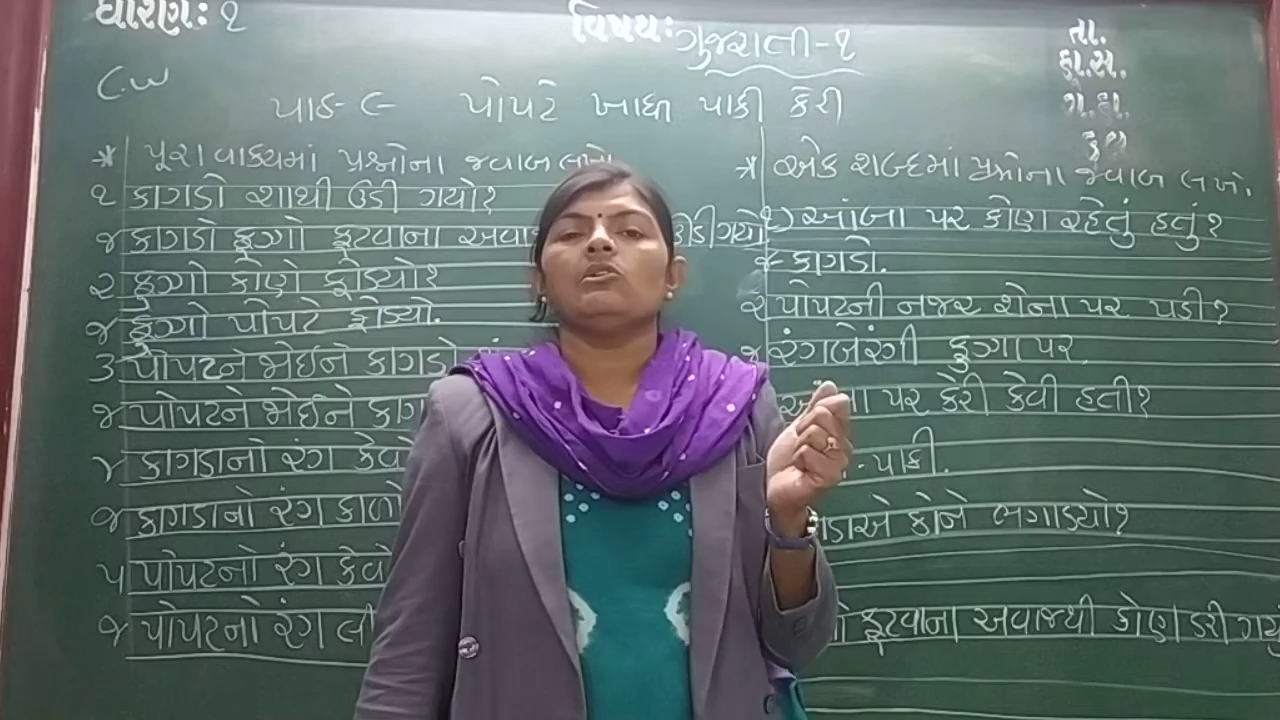 ધોરણ: ૧
વિષય: ગુજરાતી-૧
તા.
હા.સ.
ગે.હા.
કુલ
C.W
પાઠ- ૯ પોપટે ખાધા પાકી કેરી
* પૂરા વાક્યમાં પ્રશ્નોના જવાબ લખો
૧ કાગડો શાથી ઉડી ગયો?
જ કાગડો ફુગ્ગો ફૂટવાના અવાજ ઉડી ગયો
૨ ફુગ્ગો કોણે ફોડ્યો?
જ ફુગ્ગો પોપટે ફોડ્યો.
૩ પોપટને જોઈને કાગડો
જ પોપટને જોઈને કાગ
૪ કાગડાનો રંગ કેવો
જ કાગડાનો રંગ કાળો
૫ પોપટનો રંગ કેવો
જ પોપટનો રંગ લી
* એક શબ્દમાં પ્રશ્નોના જવાબ લખો.
૧) આંબા પર કોણ રહેતું હતું?
જ- કાગડો.
૨ પોપટની નજર શેના પર પડી?
જ રંગબેરંગી ફુગ્ગા પર.
પર કેરી કેવી હતી?
- પાકી.
ગડાએ કોને લગાડ્યો?
ફૂટવાના અવાજથી કોણ ડરી ગયું